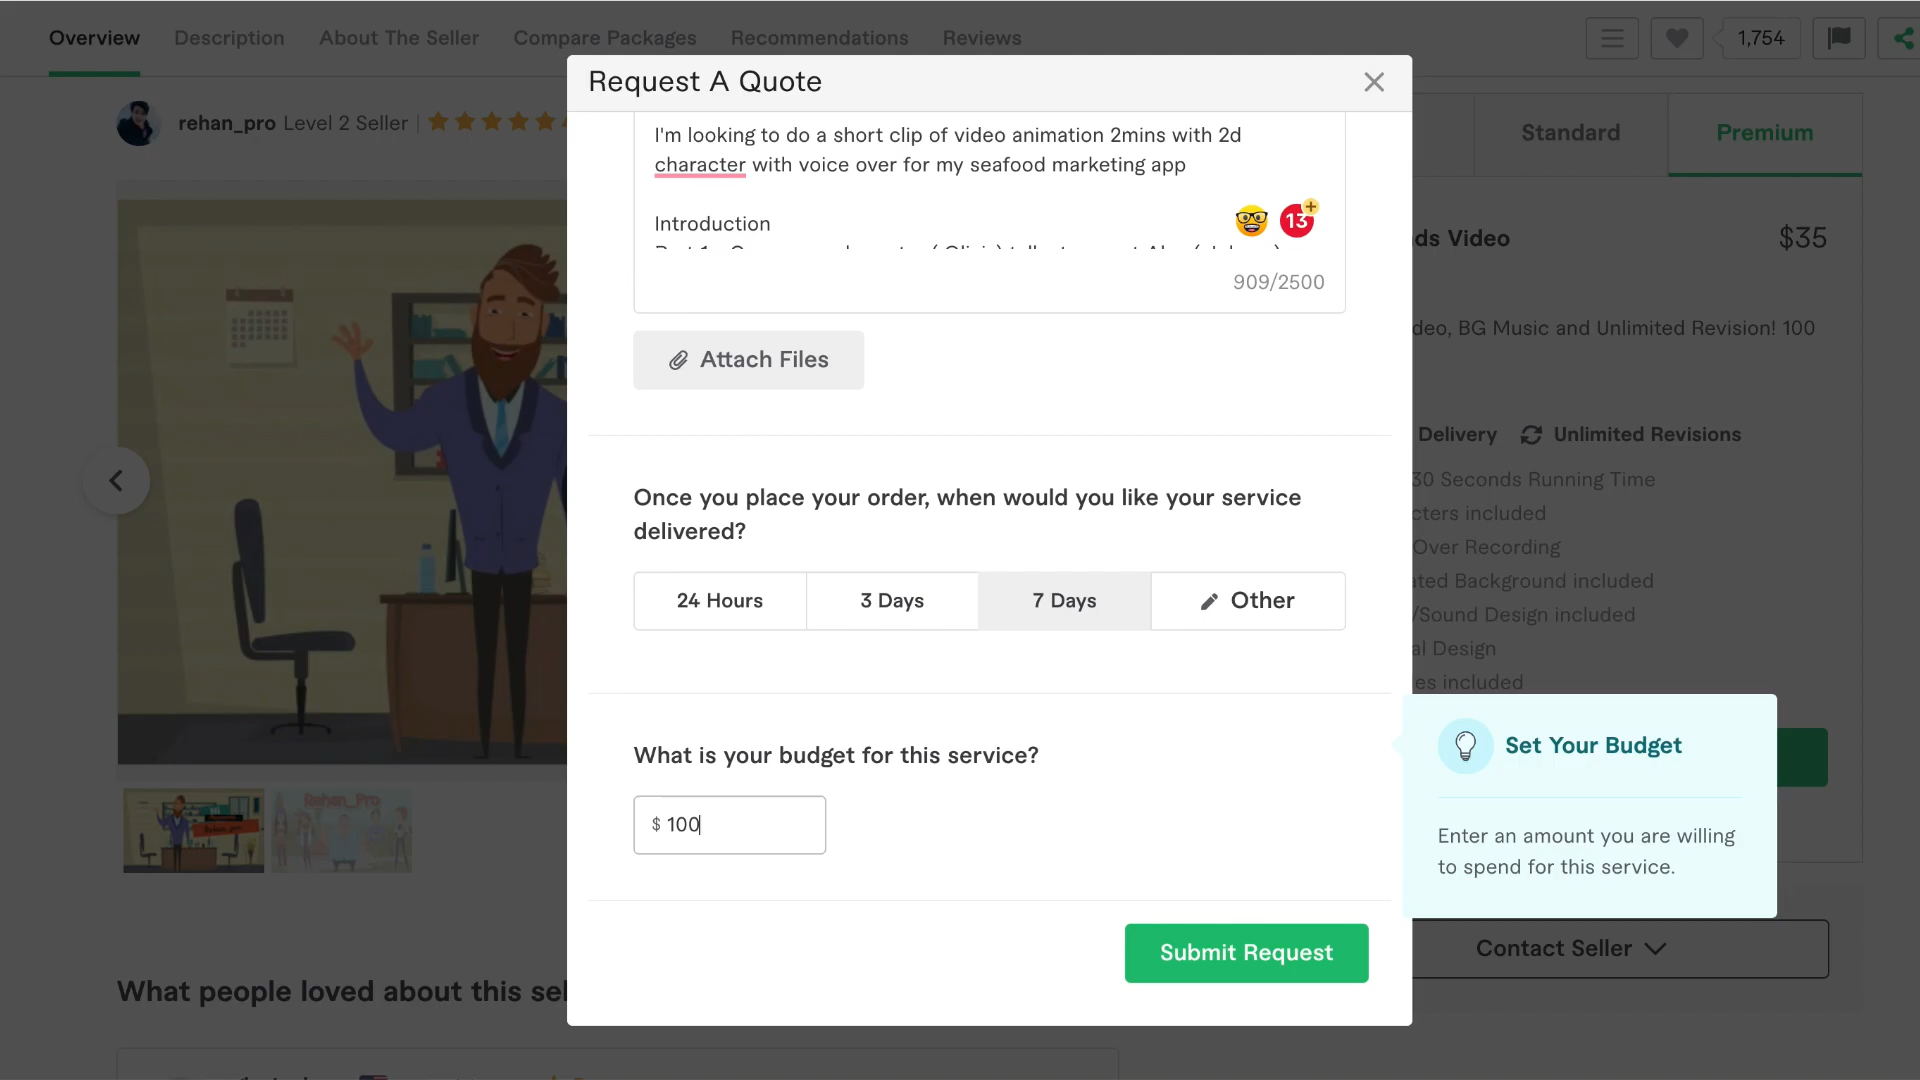 Overview Description About The Seller Compare Packages Recommendations Reviews
1,754
Request A Quote
rehan_pro Level 2 Seller
Standard Premium
I'm looking to do a short clip of video animation 2mins with 2d
character with voice over for my seafood marketing app
Introduction
13
909/2500
ds Video $35
deo, BG Music and Unlimited Revision! 100
Attach Files
Delivery Unlimited Revisions
30 Seconds Running Time
cters included
Over Recording
ated Background included
/Sound Design included
al Design
es included
Once you place your order, when would you like your service
delivered?
24 Hours 3 Days 7 Days Other
What is your budget for this service?
$ 100
Set Your Budget
Enter an amount you are willing
to spend for this service.
Rehan_Pro
Submit Request
Contact Seller
What people loved about this sel